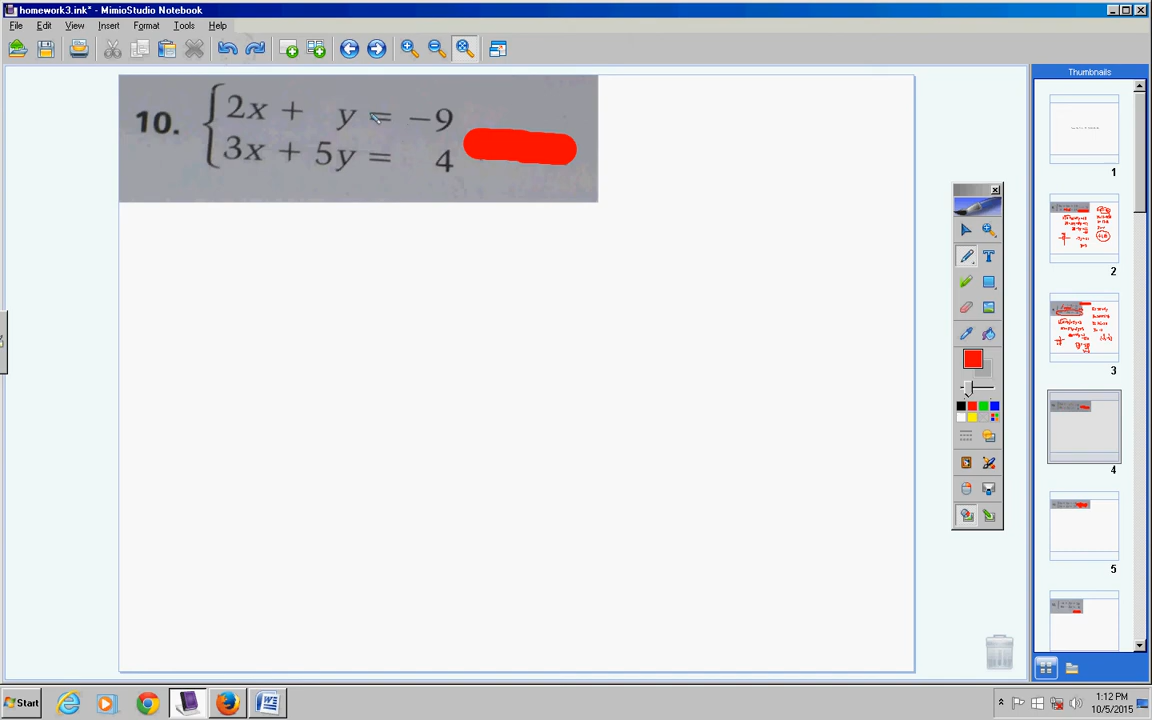 homework3.ink* - MimioStudio Notebook
File Edit View Insert Format Tools Help
10. 2x + y = -9
3x + 5y = 4
Thumbnails
1
2
3
4
5
T
Start
1:12 PM
10/5/2015